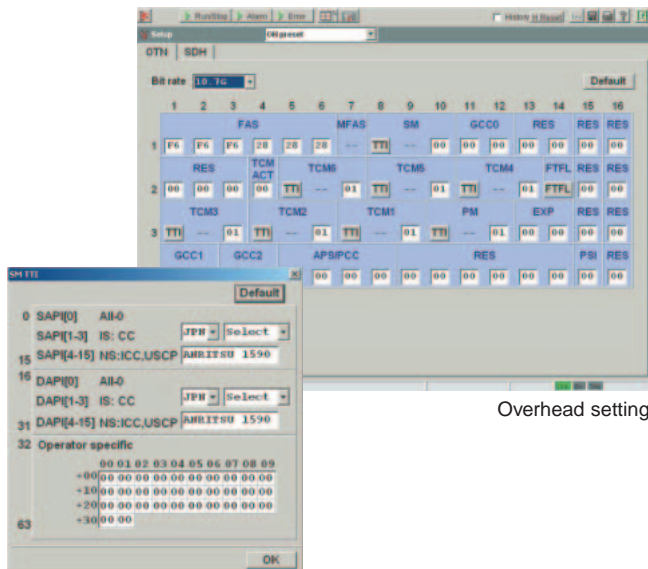 Run/Stop Alarm Error History H.Reset
Setup OH preset
OTN SDH
Bit rate 10.7G Default
1 2 3 4 5 6 7 8 9 10 11 12 13 14 15 16
FAS MFAS SM GCC0 RES RES RES
1 F6 F6 F6 28 28 28 -- TTI -- 00 00 00 00 00 00 00
RES TCM ACT TCM6 TCM5 TCM4 FTFL RES RES
2 00 00 00 00 TTI -- 01 TTI -- 01 TTI -- 01 FTFL 00 00
TCM3 TCM2 TCM1 PM EXP RES RES
3 TTI -- 01 TTI -- 01 TTI -- 01 TTI -- 01 00 00 00 00
GCC1 GCC2 APS/PCC RES PSI RES
00 00 00 00 00 00 00 00 00 00 00 00
SM TTI
Default
0 SAPI[0] All-0
SAPI[1-3] IS: CC JPN Select
15 SAPI[4-15] NS:ICC,USCP ANRITSU 1590
16 DAPI[0] All-0
DAPI[1-3] IS: CC JPN Select
31 DAPI[4-15] NS:ICC,USCP ANRITSU 1590
32 Operator specific
00 01 02 03 04 05 06 07 08 09
+00 00 00 00 00 00 00 00 00 00 00
+10 00 00 00 00 00 00 00 00 00 00
+20 00 00 00 00 00 00 00 00 00 00
+30 00 00
63
OK
Overhead setting